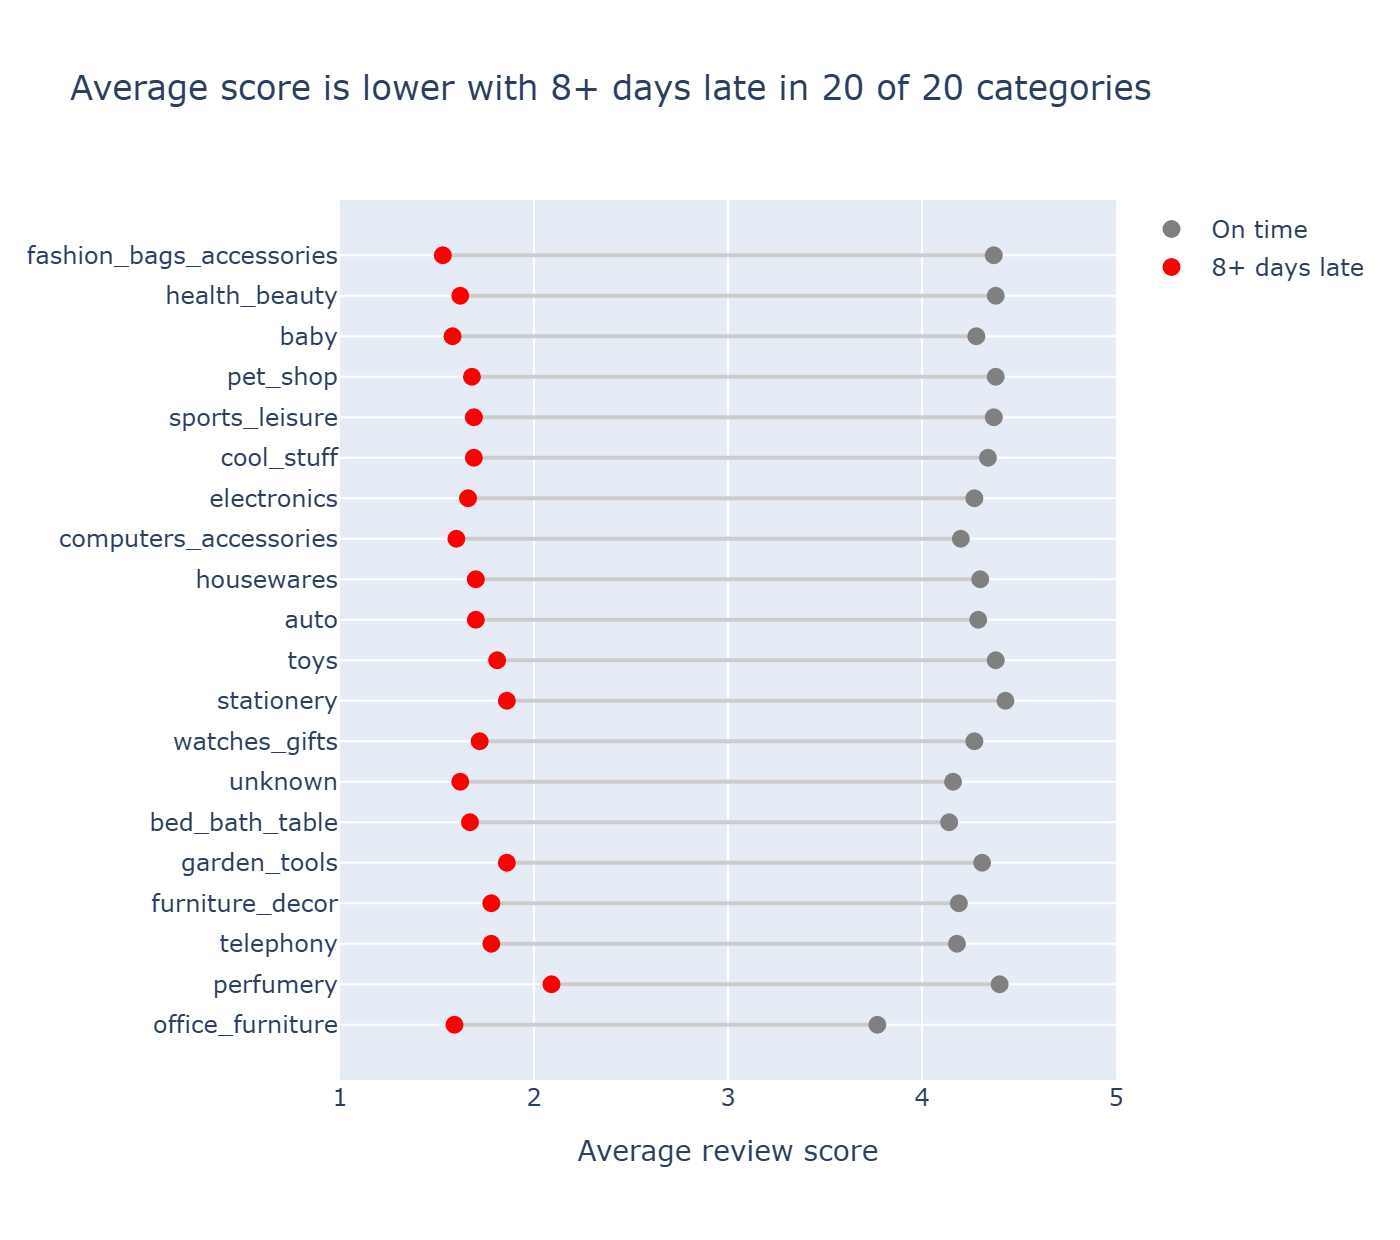 Average score is lower with 8+ days late in 20 of 20 categories
On time
8+ days late
fashion_bags_accessories
health_beauty
baby
pet_shop
sports_leisure
cool_stuff
electronics
computers_accessories
housewares
auto
toys
stationery
watches_gifts
unknown
bed_bath_table
garden_tools
furniture_decor
telephony
perfumery
office_furniture
1 2 3 4 5
Average review score